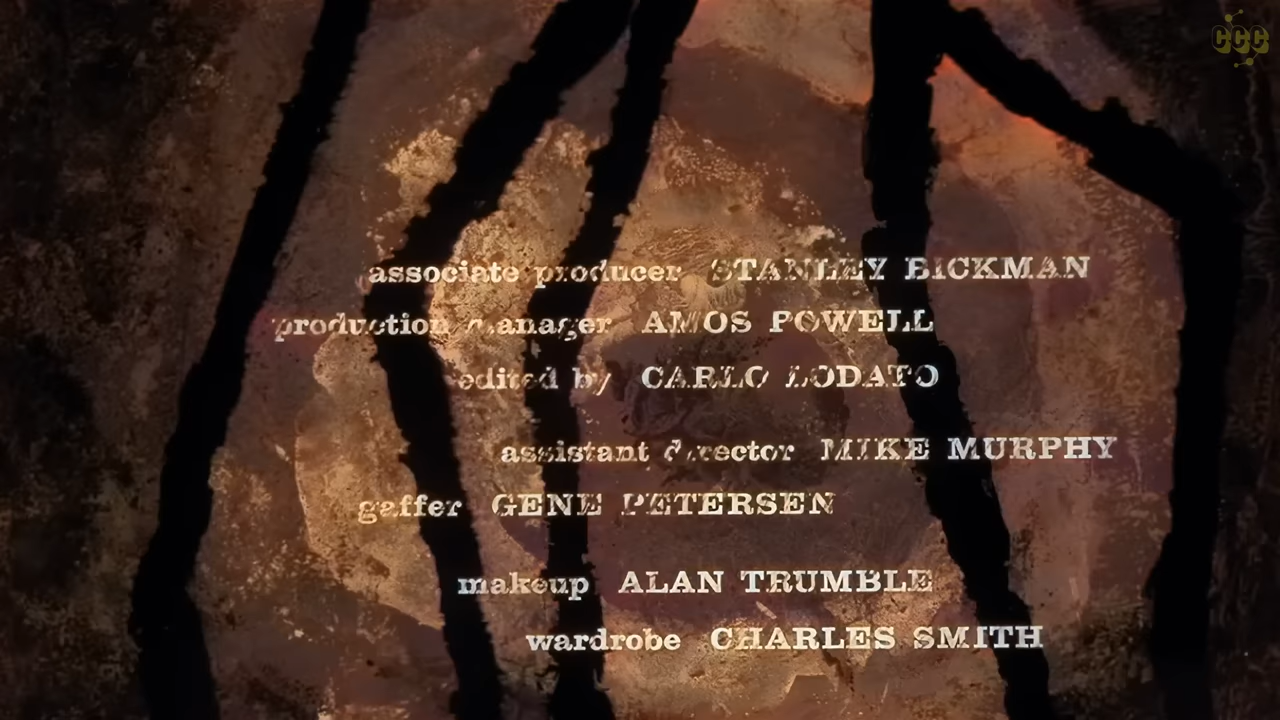 CCC
associate producer STANLEY BICKMAN
production manager AMOS POWELL
edited by CARLO LODATO
assistant director MIKE MURPHY
gaffer GENE PETERSEN
makeup ALAN TRUMBLE
wardrobe CHARLES SMITH